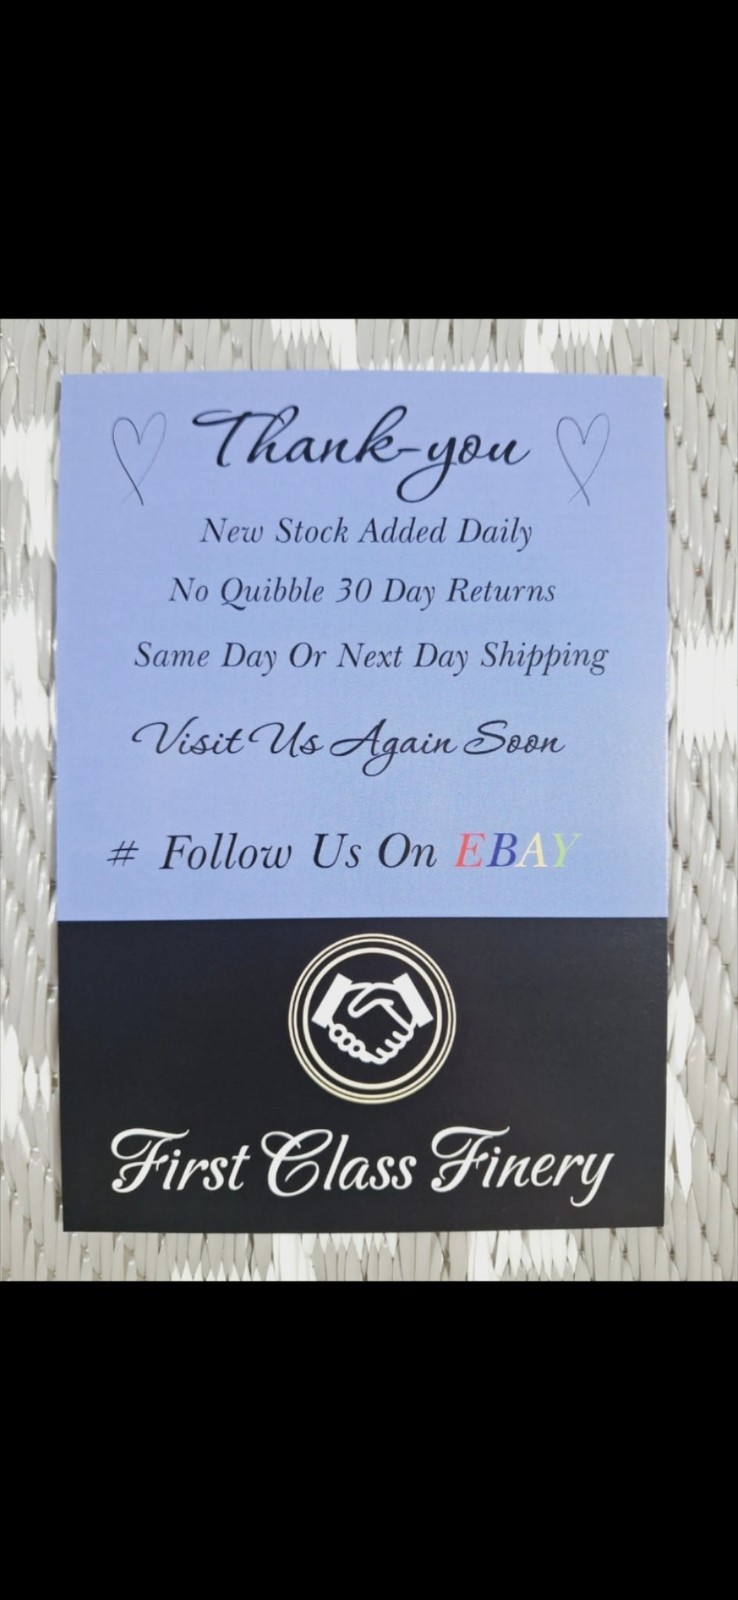 Thank-you
New Stock Added Daily
No Quibble 30 Day Returns
Same Day Or Next Day Shipping
Visit Us Again Soon
# Follow Us On EBAY
First Class Finery